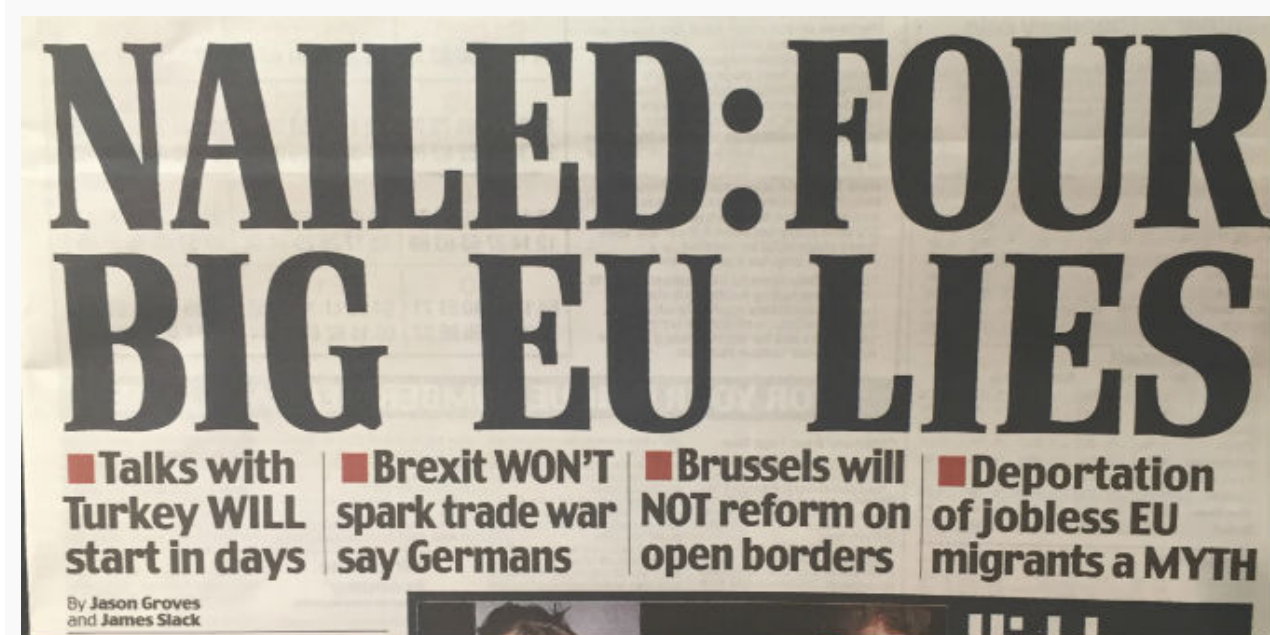 NAILED: FOUR
BIG EU LIES
■Talks with
Turkey WILL
start in days
■Brexit WON'T
spark trade war
say Germans
■Brussels will
NOT reform on
open borders
■Deportation
of jobless EU
migrants a MYTH
By Jason Groves
and James Slack